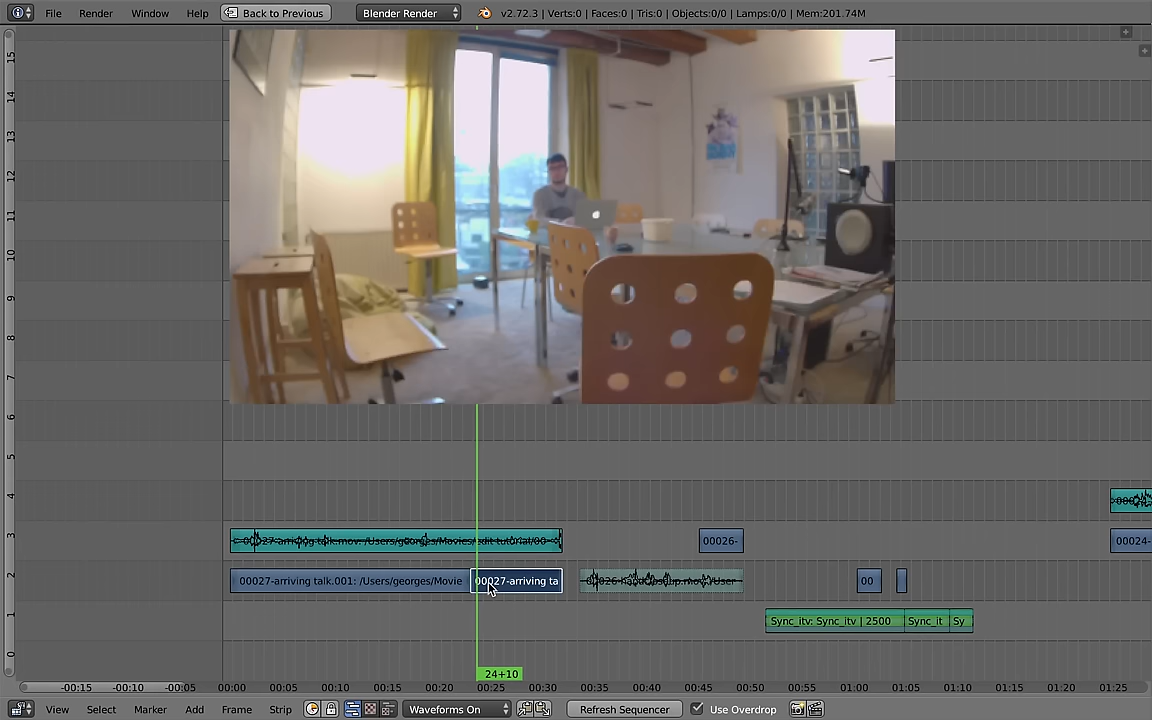 File Render Window Help Back to Previous Blender Render v2.72.3 | Verts:0 | Faces:0 | Tris:0 | Objects:0/0 | Lamps:0/0 | Mem:201.74M
15
14
13
12
11
10
9
8
7
6
5
4
3
00026-
00024-
2
00027-arriving talk.001: /Users/georges/Movie
00027-arriving ta
00
1
Sync_itv: Sync_itv | 2500
Sync_it
Sy
0
24+10
-00:15 -00:10 -00:05 00:00 00:05 00:10 00:15 00:20 00:25 00:30 00:35 00:40 00:45 00:50 00:55 01:00 01:05 01:10 01:15 01:20 01:25
View Select Marker Add Frame Strip Waveforms On Refresh Sequencer Use Overdrop